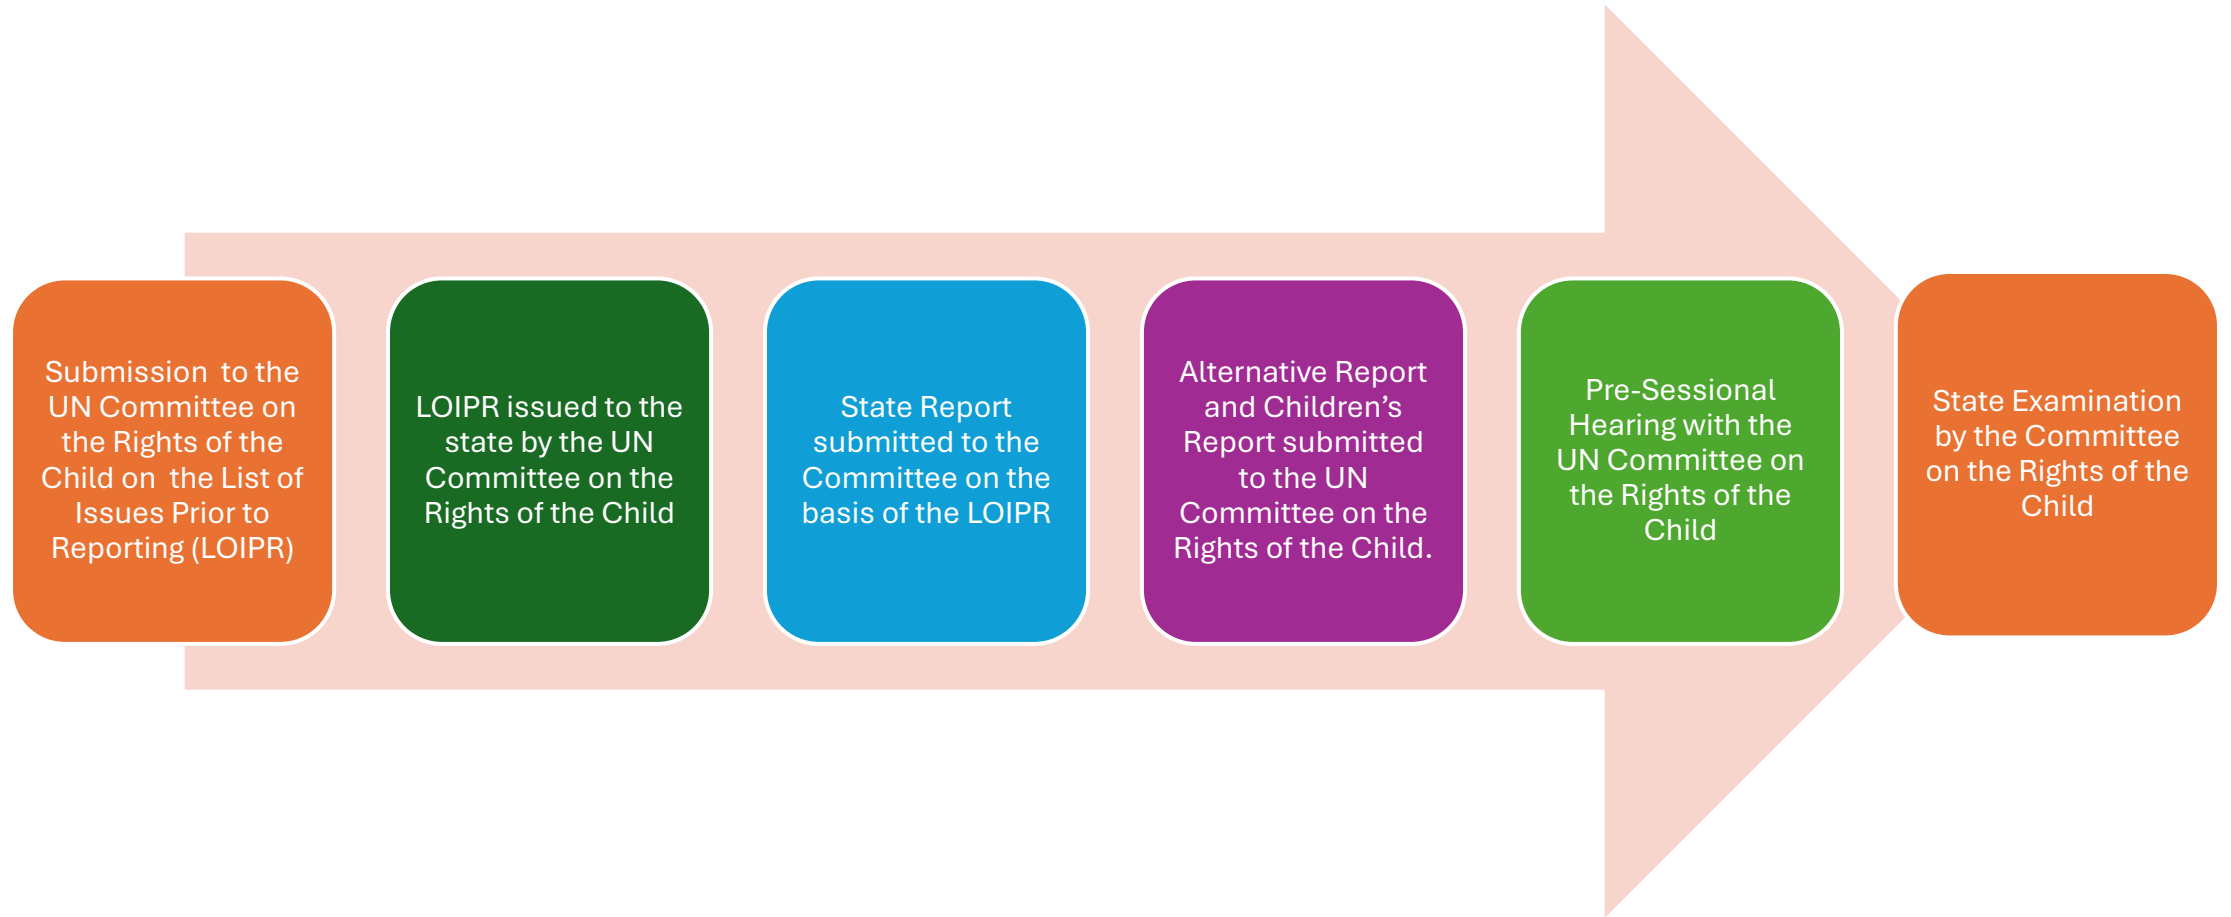 Submission  to the
UN Committee on
the Rights of the
Child on  the List of
Issues Prior to
Reporting (LOIPR)
LOIPR issued to the
state by the UN
Committee on the
Rights of the Child
State Report
submitted to the
Committee on the
basis of the LOIPR
Alternative Report
and Children’s
Report submitted
to the UN
Committee on the
Rights of the Child.
Pre-Sessional
Hearing with the
UN Committee on
the Rights of the
Child
State Examination
by the Committee
on the Rights of the
Child